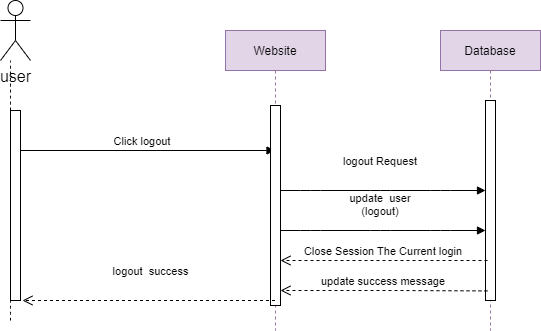 user
Website
Database
Click logout
logout Request
update user
(logout)
Close Session The Current login
logout success
update success message